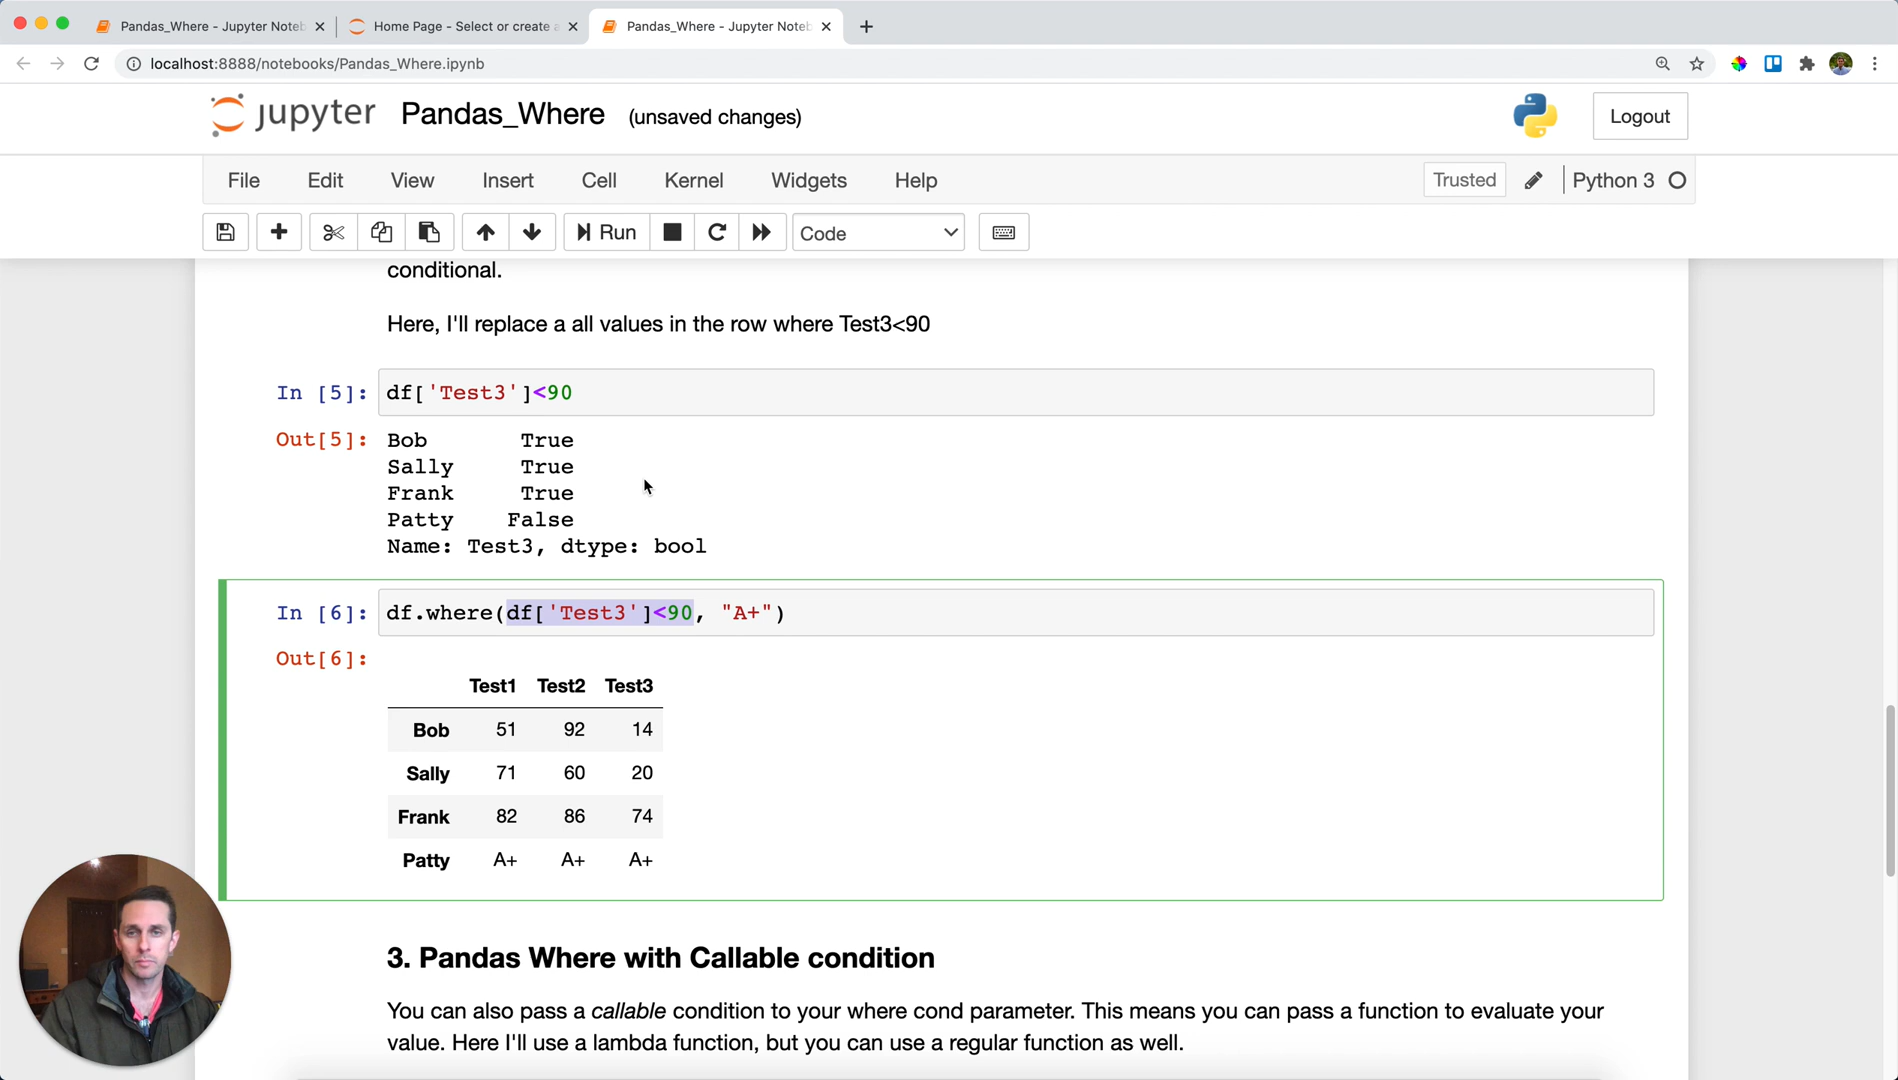 Pandas_Where - Jupyter Noteb
Home Page - Select or create a
Pandas_Where - Jupyter Noteb
localhost:8888/notebooks/Pandas_Where.ipynb
jupyter Pandas_Where (unsaved changes)
Logout
File Edit View Insert Cell Kernel Widgets Help
Trusted
Python 3
Run
Code
conditional.
Here, I'll replace a all values in the row where Test3<90
In [5]: df['Test3']<90
Out[5]: Bob True
Sally True
Frank True
Patty False
Name: Test3, dtype: bool
In [6]: df.where(df['Test3']<90, "A+")
Out[6]:
Test1 Test2 Test3
Bob 51 92 14
Sally 71 60 20
Frank 82 86 74
Patty A+ A+ A+
3. Pandas Where with Callable condition
You can also pass a callable condition to your where cond parameter. This means you can pass a function to evaluate your
value. Here I'll use a lambda function, but you can use a regular function as well.